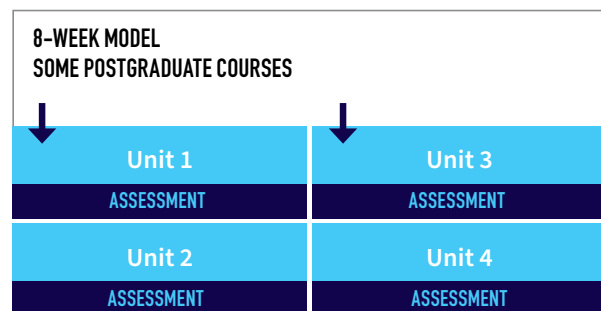 8-WEEK MODEL
SOME POSTGRADUATE COURSES
Unit 1
ASSESSMENT
Unit 2
ASSESSMENT
Unit 3
ASSESSMENT
Unit 4
ASSESSMENT